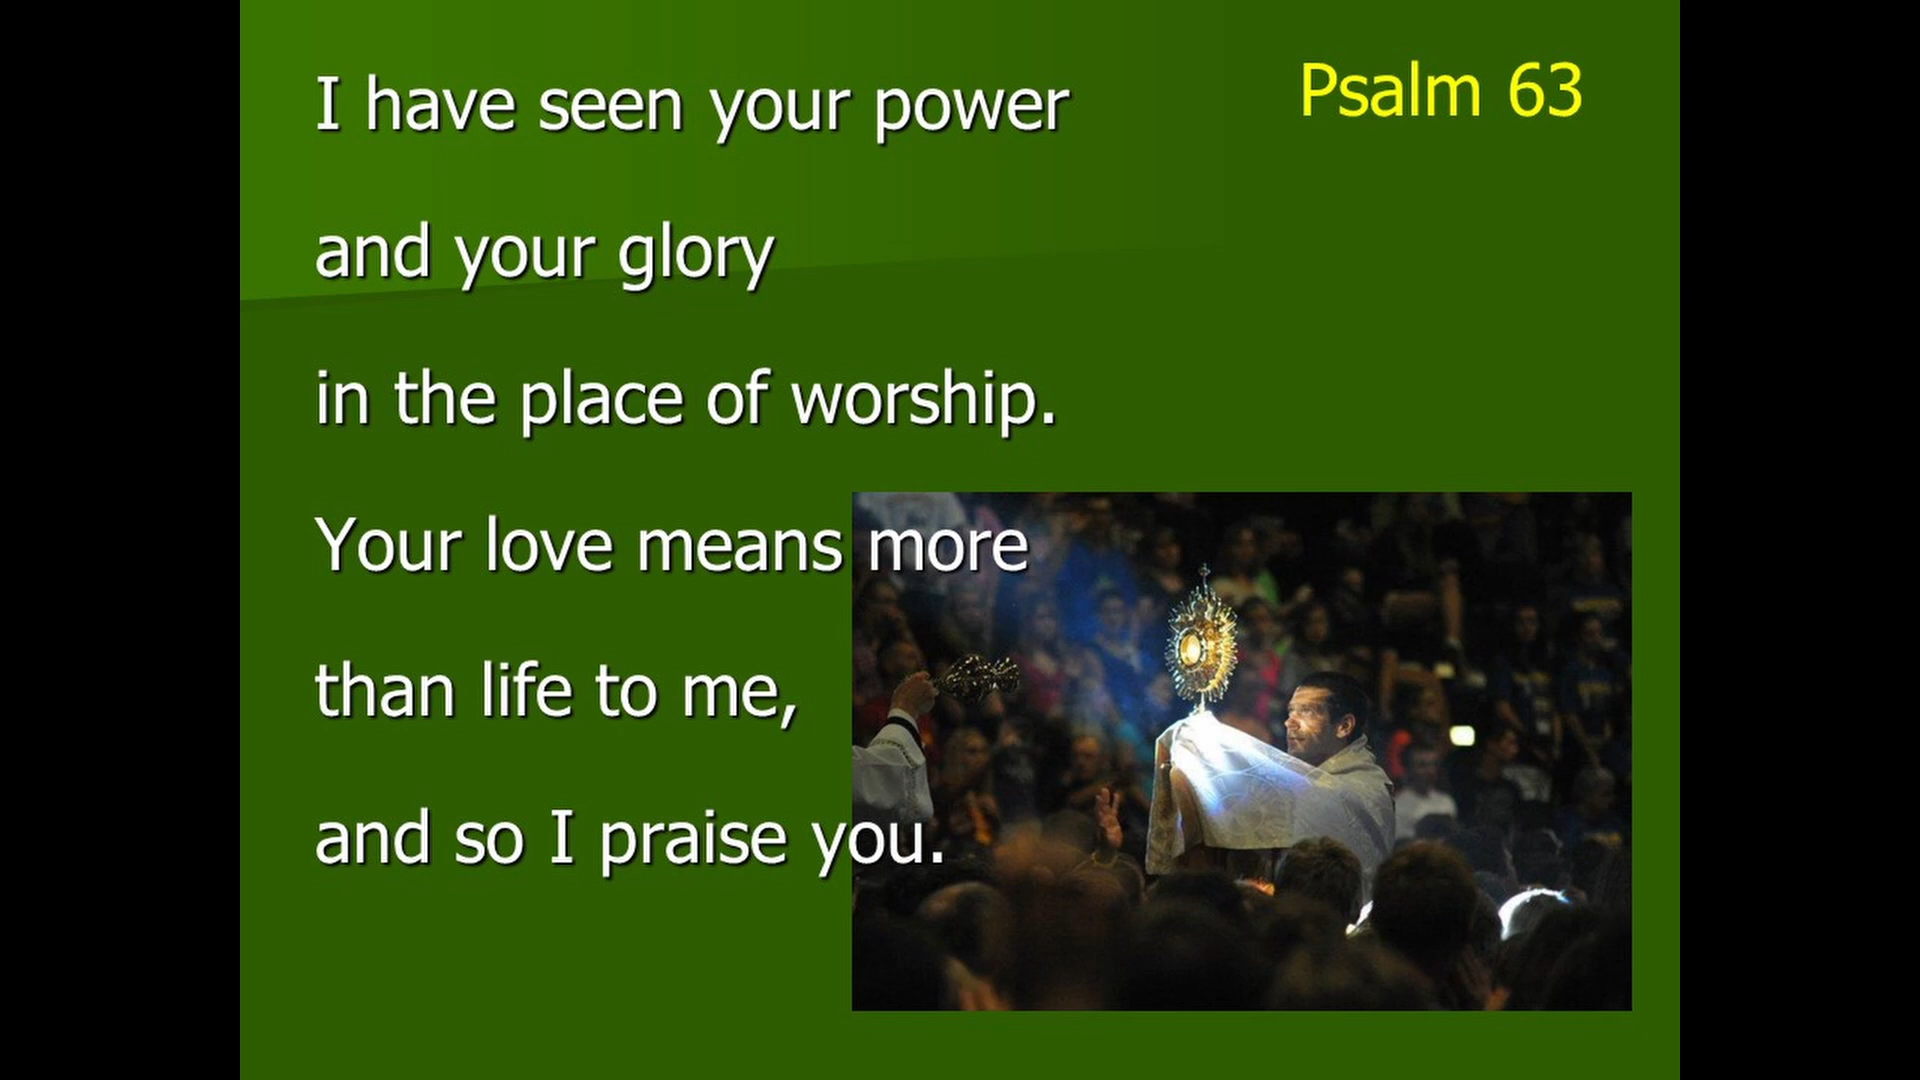 I have seen your power
Psalm 63
and your glory
in the place of worship.
Your love means more
than life to me,
and so I praise you.